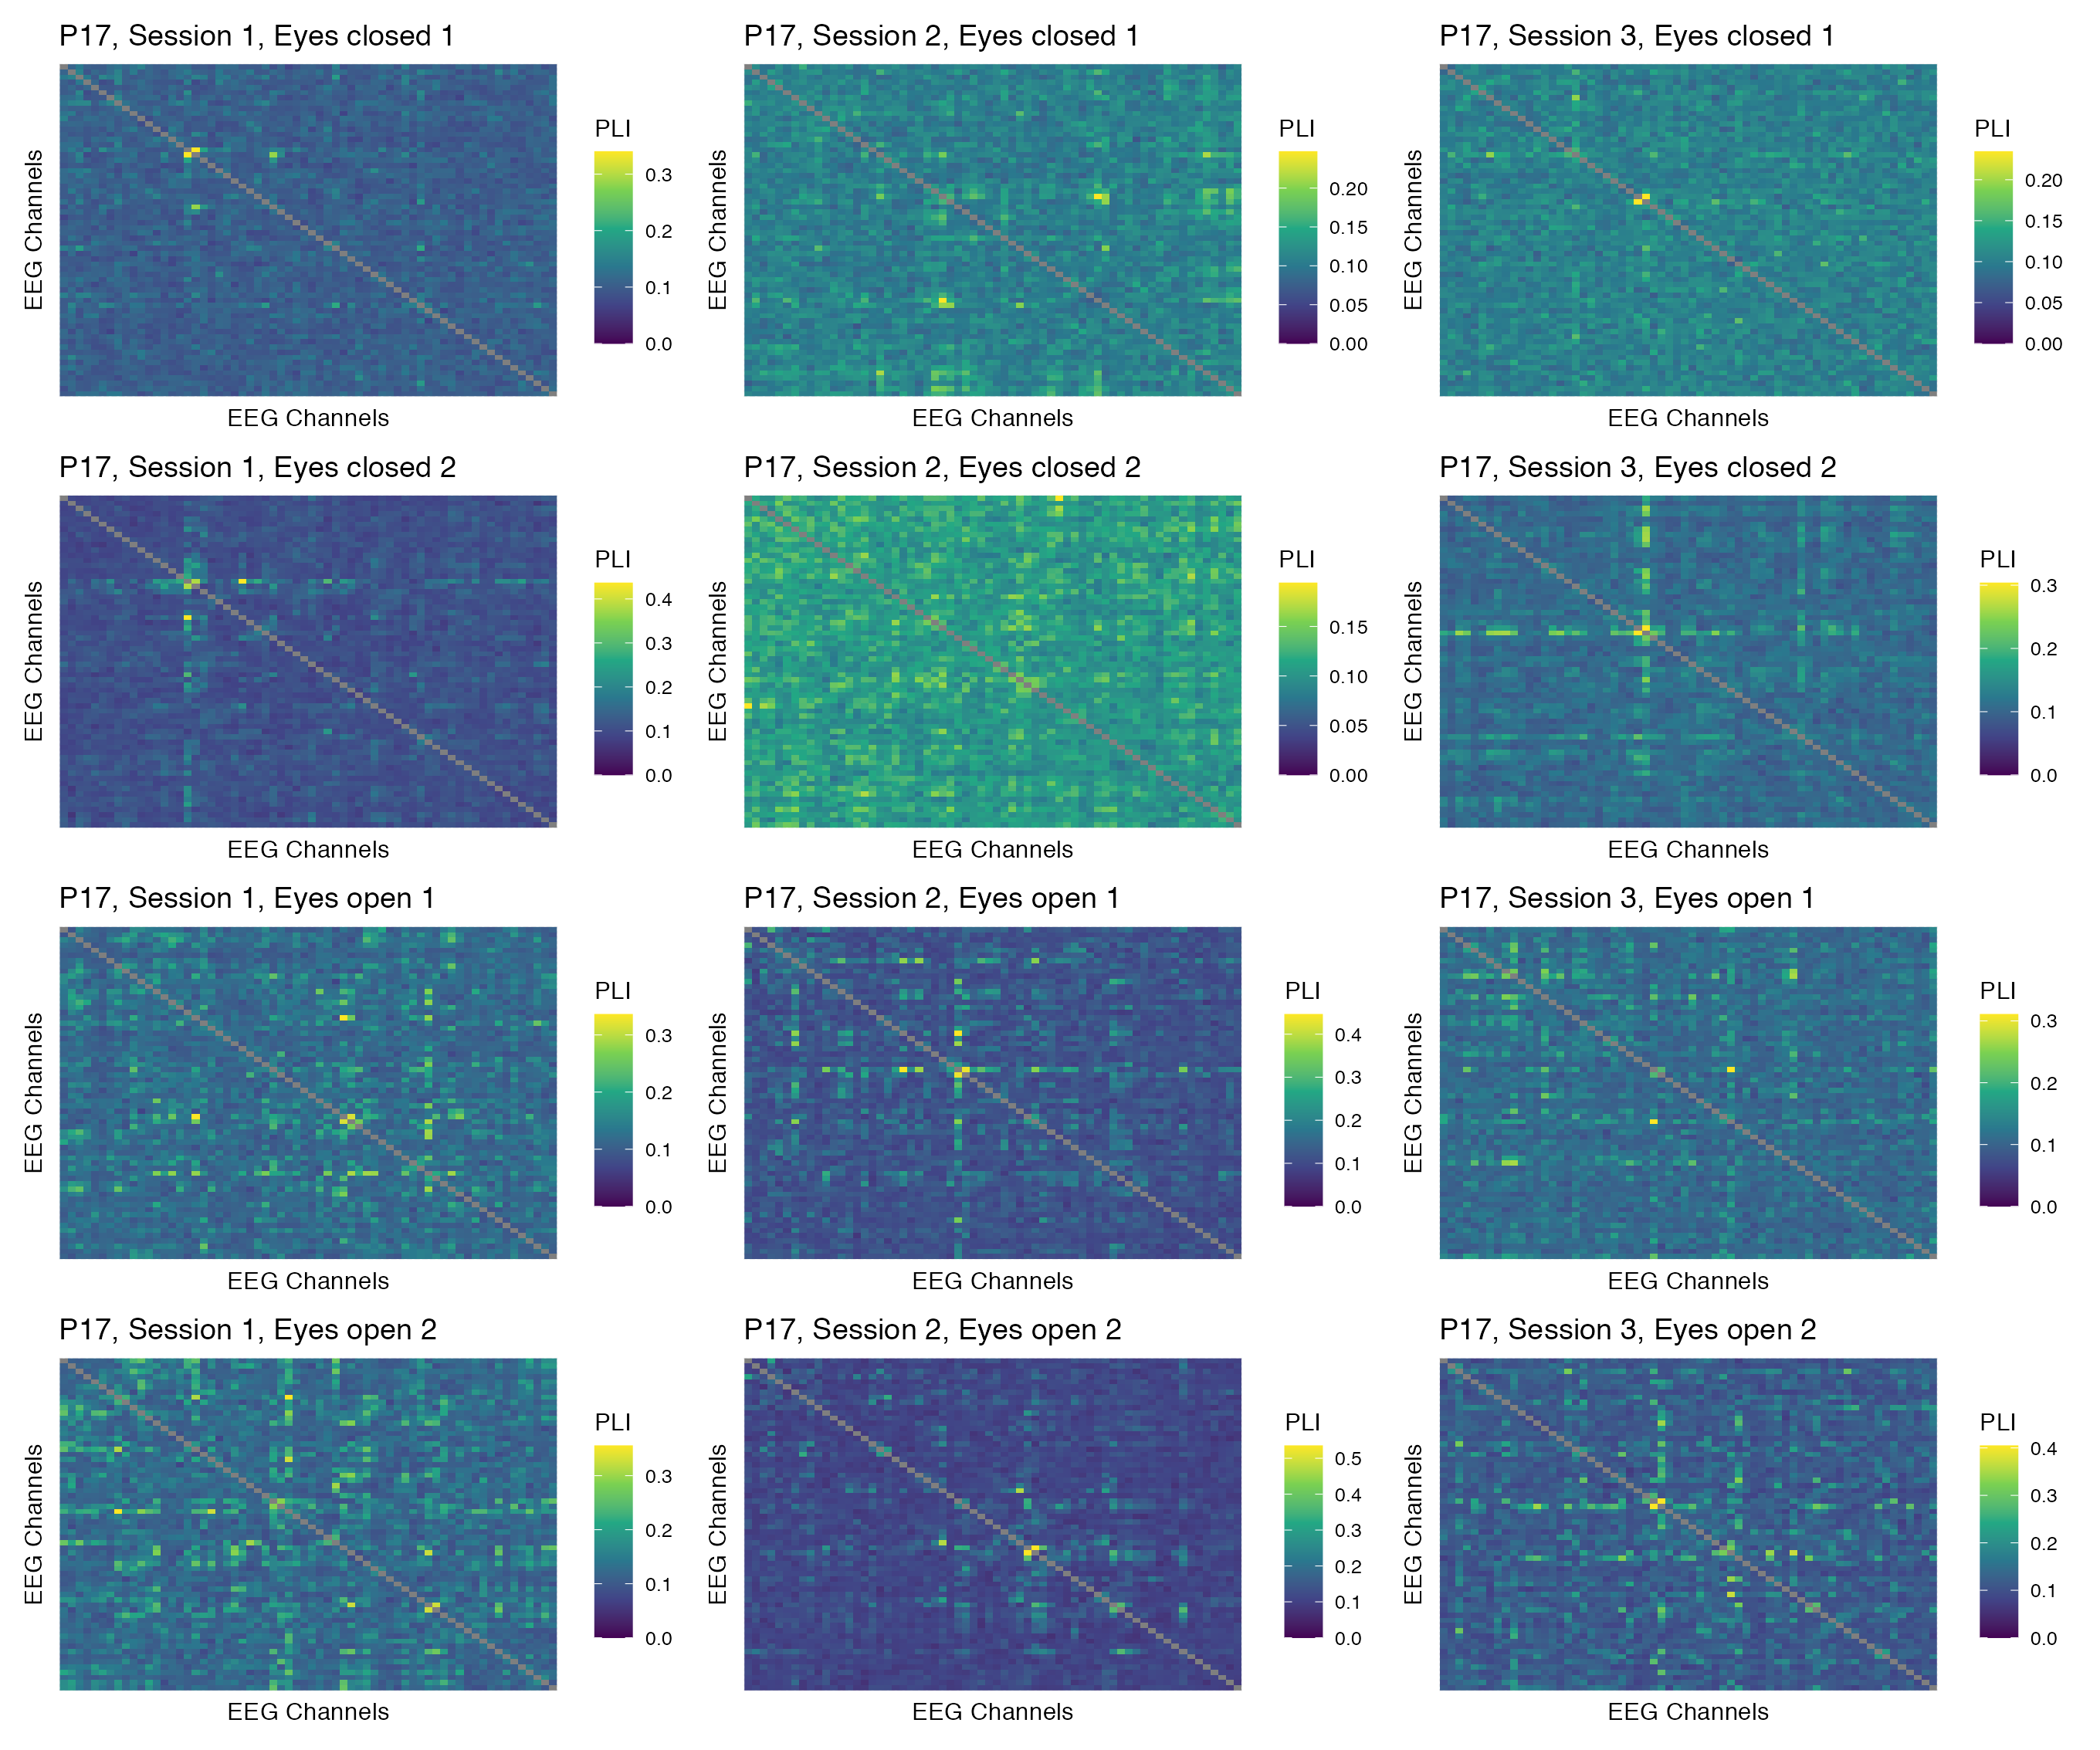 P17, Session 1, Eyes closed 1
EEG Channels
EEG Channels
PLI
0.3
0.2
0.1
0.0
P17, Session 2, Eyes closed 1
EEG Channels
EEG Channels
PLI
0.20
0.15
0.10
0.05
0.00
P17, Session 3, Eyes closed 1
EEG Channels
EEG Channels
PLI
0.20
0.15
0.10
0.05
0.00
P17, Session 1, Eyes closed 2
EEG Channels
EEG Channels
PLI
0.4
0.3
0.2
0.1
0.0
P17, Session 2, Eyes closed 2
EEG Channels
EEG Channels
PLI
0.15
0.10
0.05
0.00
P17, Session 3, Eyes closed 2
EEG Channels
EEG Channels
PLI
0.3
0.2
0.1
0.0
P17, Session 1, Eyes open 1
EEG Channels
EEG Channels
PLI
0.3
0.2
0.1
0.0
P17, Session 2, Eyes open 1
EEG Channels
EEG Channels
PLI
0.4
0.3
0.2
0.1
0.0
P17, Session 3, Eyes open 1
EEG Channels
EEG Channels
PLI
0.3
0.2
0.1
0.0
P17, Session 1, Eyes open 2
EEG Channels
EEG Channels
PLI
0.3
0.2
0.1
0.0
P17, Session 2, Eyes open 2
EEG Channels
EEG Channels
PLI
0.5
0.4
0.3
0.2
0.1
0.0
P17, Session 3, Eyes open 2
EEG Channels
EEG Channels
PLI
0.4
0.3
0.2
0.1
0.0